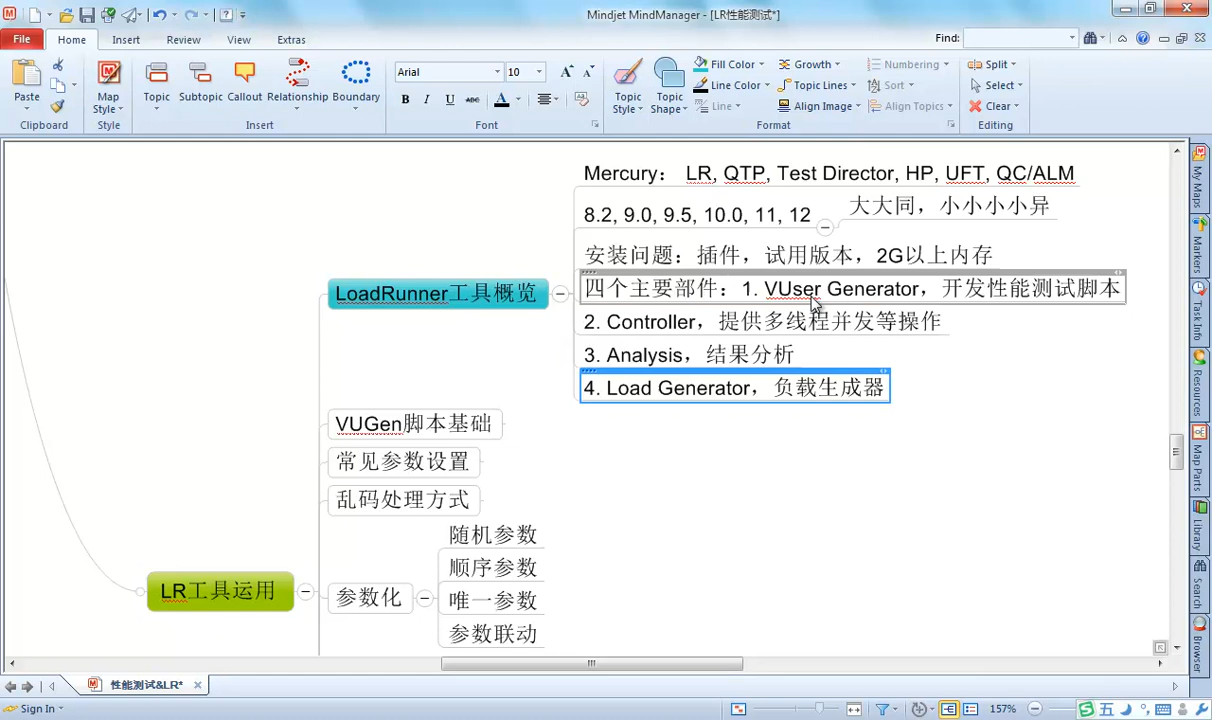 Mindjet MindManager - [LR性能测试*]
File
Home
Insert
Review
View
Extras
Find:
Paste
Map Style
Topic
Subtopic
Callout
Relationship
Boundary
Arial
10
B I U abc A
Topic Style
Topic Shape
Fill Color
Line Color
Line
Growth
Topic Lines
Align Image
Numbering
Sort
Align Topics
Split
Select
Clear
Clipboard
Style
Insert
Font
Format
Editing
Mercury： LR, QTP, Test Director, HP, UFT, QC/ALM
8.2, 9.0, 9.5, 10.0, 11, 12
大大同，小小小小异
安装问题：插件，试用版本，2G以上内存
LoadRunner工具概览
四个主要部件：1. VUser Generator，开发性能测试脚本
2. Controller，提供多线程并发等操作
3. Analysis，结果分析
4. Load Generator，负载生成器
VUGen脚本基础
常见参数设置
乱码处理方式
LR工具运用
参数化
随机参数
顺序参数
唯一参数
参数联动
My Maps
Markers
Task Info
Resources
Map Parts
Library
Search
Mindjet
性能测试&LR*
Sign In
157%
五